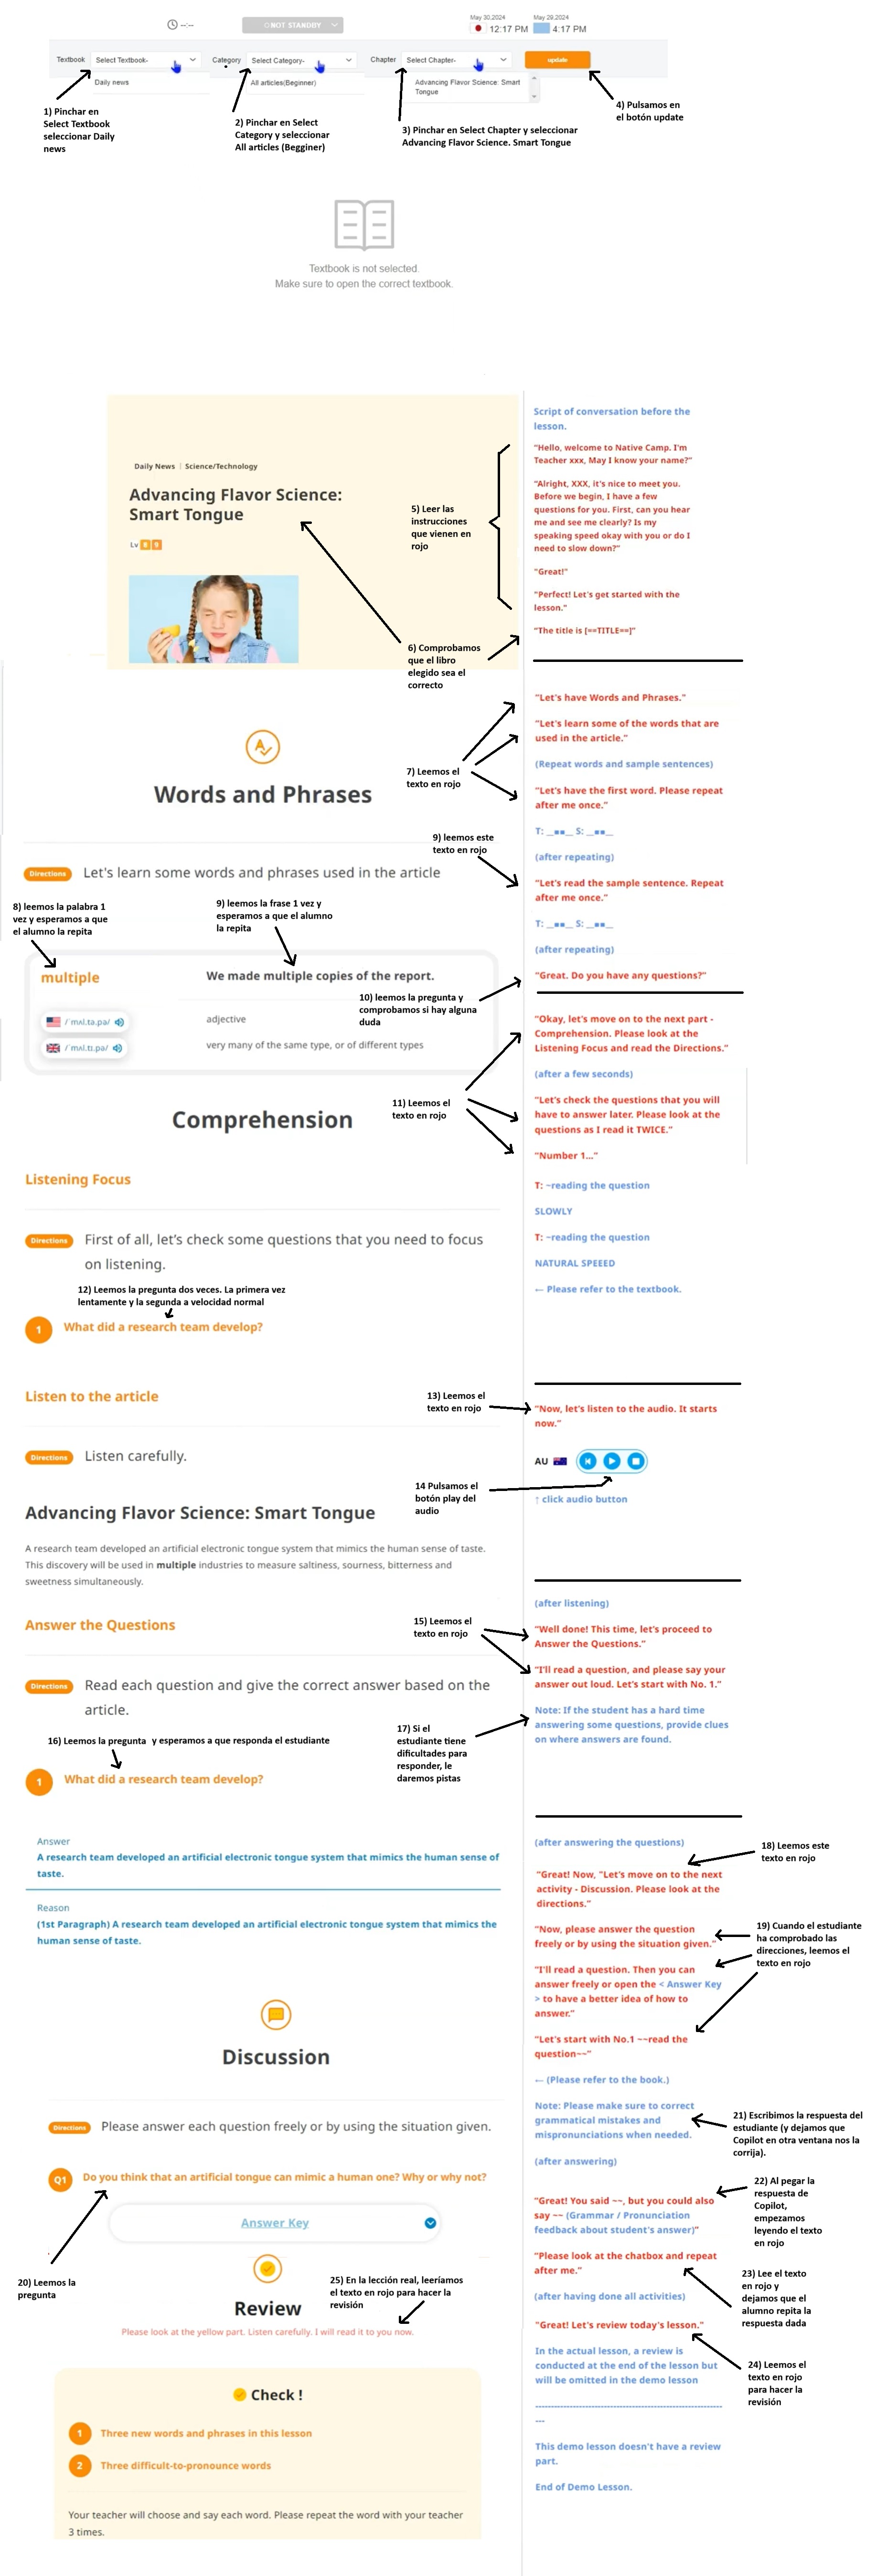 --:--
NOT STANDBY
May 30,2024
May 29,2024
12:17 PM
4:17 PM
Textbook
Select Textbook-
Category
Select Category-
Chapter
Select Chapter-
update
Daily news
All articles(Beginner)
Advancing Flavor Science: Smart
Tongue
1) Pinchar en
Select Textbook
seleccionar Daily
news
2) Pinchar en Select
Category y seleccionar
All articles (Begginer)
3) Pinchar en Select Chapter y seleccionar
Advancing Flavor Science. Smart Tongue
4) Pulsamos en
el botón update
Textbook is not selected.
Make sure to open the correct textbook.
Daily News | Science/Technology
Advancing Flavor Science:
Smart Tongue
Lv 8 9
5) Leer las
instrucciones
que vienen en
rojo
6) Comprobamos
que el libro
elegido sea el
correcto
Script of conversation before the
lesson.
"Hello, welcome to Native Camp. I'm
Teacher xxx, May I know your name?"
"Alright, XXX, it's nice to meet you.
Before we begin, I have a few
questions for you. First, can you hear
me and see me clearly? Is my
speaking speed okay with you or do I
need to slow down?"
"Great!"
"Perfect! Let's get started with the
lesson."
"The title is [==TITLE==]"
Words and Phrases
7) Leemos el
texto en rojo
"Let's have Words and Phrases."
"Let's learn some of the words that are
used in the article."
(Repeat words and sample sentences)
"Let's have the first word. Please repeat
after me once."
T: __■■__ S: __■■__
(after repeating)
"Let's read the sample sentence. Repeat
after me once."
T: __■■__ S: __■■__
(after repeating)
"Great. Do you have any questions?"
9) leemos este
texto en rojo
Directions
Let's learn some words and phrases used in the article
8) leemos la palabra 1
vez y esperamos a que
el alumno la repita
9) leemos la frase 1 vez y
esperamos a que el alumno
la repita
multiple
We made multiple copies of the report.
10) leemos la pregunta y
comprobamos si hay alguna
duda
adjective
very many of the same type, or of different types
11) Leemos el
texto en rojo
"Okay, let's move on to the next part -
Comprehension. Please look at the
Listening Focus and read the Directions."
(after a few seconds)
"Let's check the questions that you will
have to answer later. Please look at the
questions as I read it TWICE."
"Number 1..."
T: ~reading the question
SLOWLY
T: ~reading the question
NATURAL SPEEED
← Please refer to the textbook.
Comprehension
Listening Focus
Directions
First of all, let's check some questions that you need to focus
on listening.
12) Leemos la pregunta dos veces. La primera vez
lentamente y la segunda a velocidad normal
1
What did a research team develop?
Listen to the article
13) Leemos el
texto en rojo
"Now, let's listen to the audio. It starts
now."
AU
Directions
Listen carefully.
14 Pulsamos el
botón play del
audio
↑ click audio button
Advancing Flavor Science: Smart Tongue
A research team developed an artificial electronic tongue system that mimics the human sense of taste.
This discovery will be used in multiple industries to measure saltiness, sourness, bitterness and
sweetness simultaneously.
Answer the Questions
15) Leemos el
texto en rojo
(after listening)
"Well done! This time, let's proceed to
Answer the Questions."
"I'll read a question, and please say your
answer out loud. Let's start with No. 1."
Note: If the student has a hard time
answering some questions, provide clues
on where answers are found.
Directions
Read each question and give the correct answer based on the
article.
16) Leemos la pregunta y esperamos a que responda el estudiante
17) Si el
estudiante tiene
dificultades para
responder, le
daremos pistas
1
What did a research team develop?
Answer
A research team developed an artificial electronic tongue system that mimics the human sense of
taste.
Reason
(1st Paragraph) A research team developed an artificial electronic tongue system that mimics the
human sense of taste.
(after answering the questions)
"Great! Now, "Let's move on to the next
activity - Discussion. Please look at the
directions."
"Now, please answer the question
freely or by using the situation given."
"I'll read a question. Then you can
answer freely or open the < Answer Key
> to have a better idea of how to
answer."
"Let's start with No.1 ~~read the
question~~"
← (Please refer to the book.)
Note: Please make sure to correct
grammatical mistakes and
mispronunciations when needed.
(after answering)
18) Leemos este
texto en rojo
19) Cuando el estudiante
ha comprobado las
direcciones, leemos el
texto en rojo
Discussion
Directions
Please answer each question freely or by using the situation given.
21) Escribimos la respuesta del
estudiante (y dejamos que
Copilot en otra ventana nos la
corrija).
Q1
Do you think that an artificial tongue can mimic a human one? Why or why not?
Answer Key
"Great! You said ~~, but you could also
say ~~ (Grammar / Pronunciation
feedback about student's answer)"
"Please look at the chatbox and repeat
after me."
(after having done all activities)
"Great! Let's review today's lesson."
22) Al pegar la
respuesta de
Copilot,
empezamos
leyendo el texto
en rojo
23) Lee el texto
en rojo y
dejamos que el
alumno repita la
respuesta dada
20) Leemos la
pregunta
25) En la lección real, leeríamos
el texto en rojo para hacer la
revisión
Review
Please look at the yellow part. Listen carefully. I will read it to you now.
24) Leemos el
texto en rojo
para hacer la
revisión
In the actual lesson, a review is
conducted at the end of the lesson but
will be omitted in the demo lesson
------------------------------------------------------------
---
This demo lesson doesn't have a review
part.
End of Demo Lesson.
Check !
1
Three new words and phrases in this lesson
2
Three difficult-to-pronounce words
Your teacher will choose and say each word. Please repeat the word with your teacher
3 times.